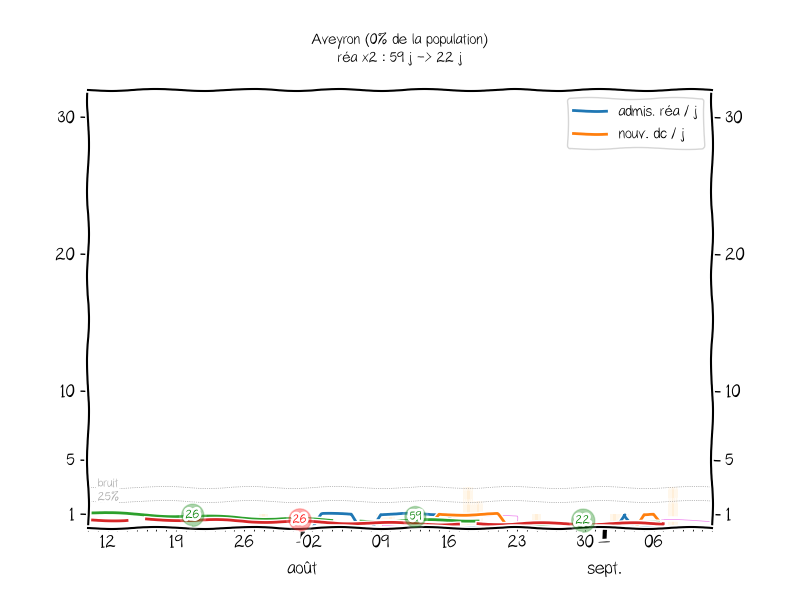 Aveyron (0% de la population)
réa x2 : 59 j -> 22 j
admis. réa / j
nouv. dc / j
30
30
20
20
10
10
5
5
bruit
25%
1
1
26
26
59
22
12 19 26 02 09 16 23 30 06
août sept.